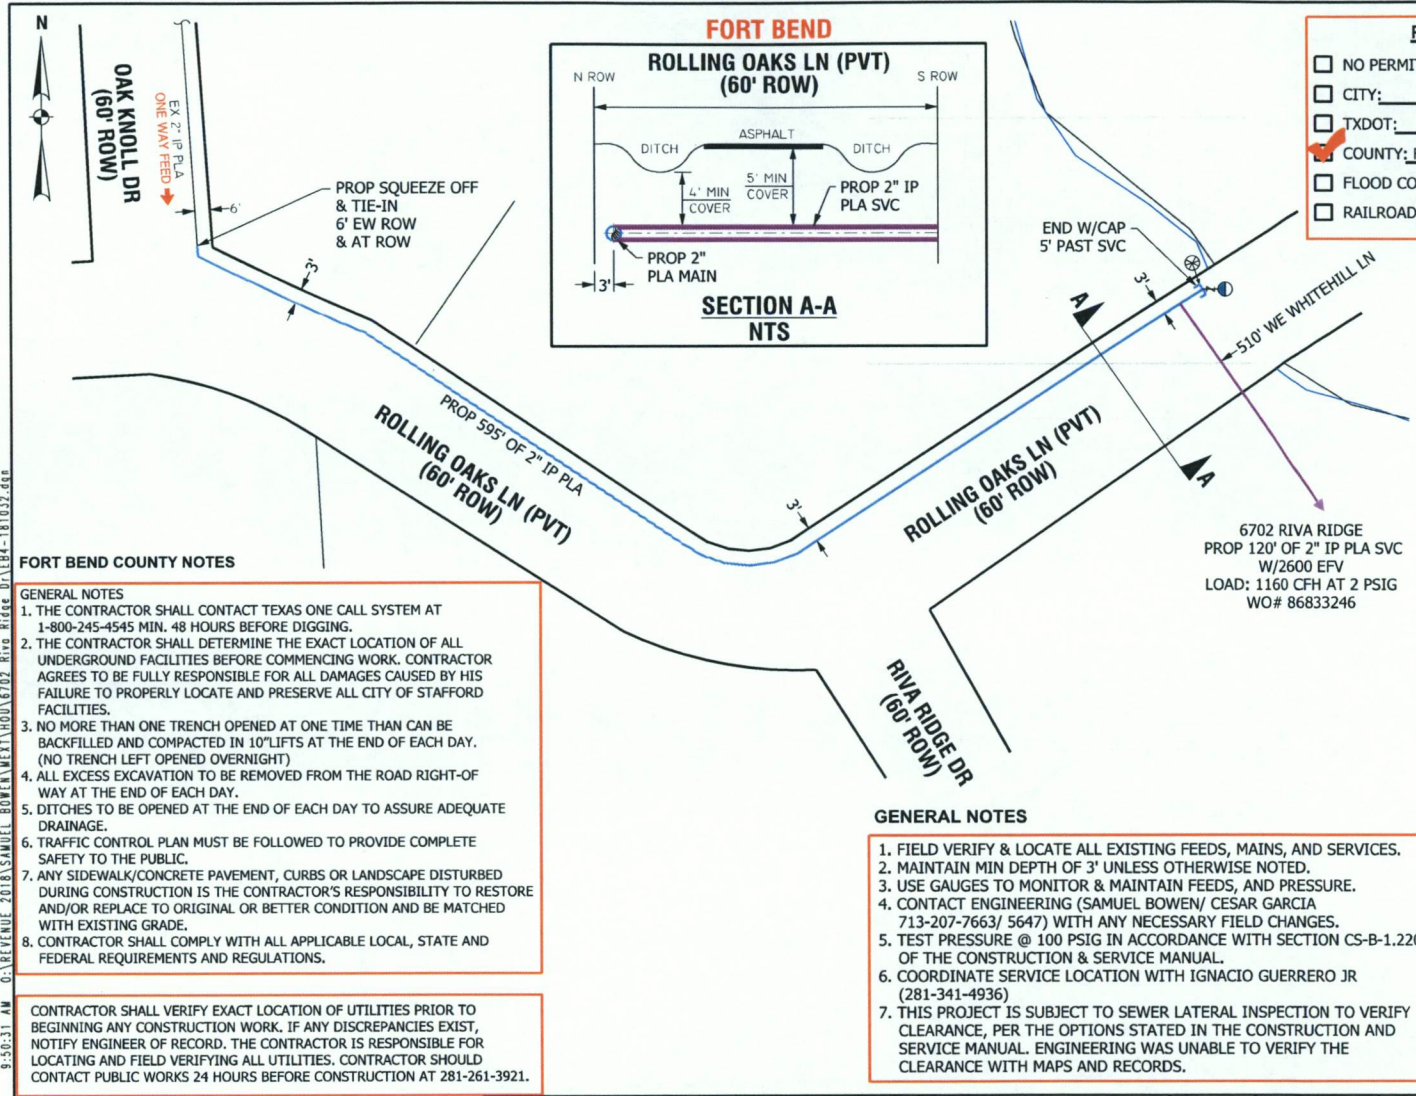 N
OAK KNOLL DR
(60' ROW)
EX 2" IP PLA
ONE WAY FEED
6'
PROP SQUEEZE OFF
& TIE-IN
6' EW ROW
& AT ROW
3'
FORT BEND
ROLLING OAKS LN (PVT)
(60' ROW)
N ROW
S ROW
ASPHALT
DITCH
DITCH
4' MIN
COVER
5' MIN
COVER
PROP 2" IP
PLA SVC
PROP 2"
PLA MAIN
3'
SECTION A-A
NTS
NO PERMIT
CITY:
TXDOT:
COUNTY:
FLOOD CO
RAILROAD
END W/CAP
5' PAST SVC
3'
A
510' WE WHITEHILL LN
A
PROP 595' OF 2" IP PLA
ROLLING OAKS LN (PVT)
(60' ROW)
3'
ROLLING OAKS LN (PVT)
(60' ROW)
6702 RIVA RIDGE
PROP 120' OF 2" IP PLA SVC
W/2600 EFV
LOAD: 1160 CFH AT 2 PSIG
WO# 86833246
RIVA RIDGE DR
(60' ROW)
FORT BEND COUNTY NOTES
GENERAL NOTES
1. THE CONTRACTOR SHALL CONTACT TEXAS ONE CALL SYSTEM AT
1-800-245-4545 MIN. 48 HOURS BEFORE DIGGING.
2. THE CONTRACTOR SHALL DETERMINE THE EXACT LOCATION OF ALL
UNDERGROUND FACILITIES BEFORE COMMENCING WORK. CONTRACTOR
AGREES TO BE FULLY RESPONSIBLE FOR ALL DAMAGES CAUSED BY HIS
FAILURE TO PROPERLY LOCATE AND PRESERVE ALL CITY OF STAFFORD
FACILITIES.
3. NO MORE THAN ONE TRENCH OPENED AT ONE TIME THAN CAN BE
BACKFILLED AND COMPACTED IN 10"LIFTS AT THE END OF EACH DAY.
(NO TRENCH LEFT OPENED OVERNIGHT)
4. ALL EXCESS EXCAVATION TO BE REMOVED FROM THE ROAD RIGHT-OF
WAY AT THE END OF EACH DAY.
5. DITCHES TO BE OPENED AT THE END OF EACH DAY TO ASSURE ADEQUATE
DRAINAGE.
6. TRAFFIC CONTROL PLAN MUST BE FOLLOWED TO PROVIDE COMPLETE
SAFETY TO THE PUBLIC.
7. ANY SIDEWALK/CONCRETE PAVEMENT, CURBS OR LANDSCAPE DISTURBED
DURING CONSTRUCTION IS THE CONTRACTOR'S RESPONSIBILITY TO RESTORE
AND/OR REPLACE TO ORIGINAL OR BETTER CONDITION AND BE MATCHED
WITH EXISTING GRADE.
8. CONTRACTOR SHALL COMPLY WITH ALL APPLICABLE LOCAL, STATE AND
FEDERAL REQUIREMENTS AND REGULATIONS.
CONTRACTOR SHALL VERIFY EXACT LOCATION OF UTILITIES PRIOR TO
BEGINNING ANY CONSTRUCTION WORK. IF ANY DISCREPANCIES EXIST,
NOTIFY ENGINEER OF RECORD. THE CONTRACTOR IS RESPONSIBLE FOR
LOCATING AND FIELD VERIFYING ALL UTILITIES. CONTRACTOR SHOULD
CONTACT PUBLIC WORKS 24 HOURS BEFORE CONSTRUCTION AT 281-261-3921.
GENERAL NOTES
1. FIELD VERIFY & LOCATE ALL EXISTING FEEDS, MAINS, AND SERVICES.
2. MAINTAIN MIN DEPTH OF 3' UNLESS OTHERWISE NOTED.
3. USE GAUGES TO MONITOR & MAINTAIN FEEDS, AND PRESSURE.
4. CONTACT ENGINEERING (SAMUEL BOWEN/ CESAR GARCIA
713-207-7663/ 5647) WITH ANY NECESSARY FIELD CHANGES.
5. TEST PRESSURE @ 100 PSIG IN ACCORDANCE WITH SECTION CS-B-1.220
OF THE CONSTRUCTION & SERVICE MANUAL.
6. COORDINATE SERVICE LOCATION WITH IGNACIO GUERRERO JR
(281-341-4936)
7. THIS PROJECT IS SUBJECT TO SEWER LATERAL INSPECTION TO VERIFY
CLEARANCE, PER THE OPTIONS STATED IN THE CONSTRUCTION AND
SERVICE MANUAL. ENGINEERING WAS UNABLE TO VERIFY THE
CLEARANCE WITH MAPS AND RECORDS.
9:50:31 AM O:\REVENUE 2018\SAMUEL BOWEN\MEXT\HOU\6702 Riva Ridge Dr\EB4-181032.dgn